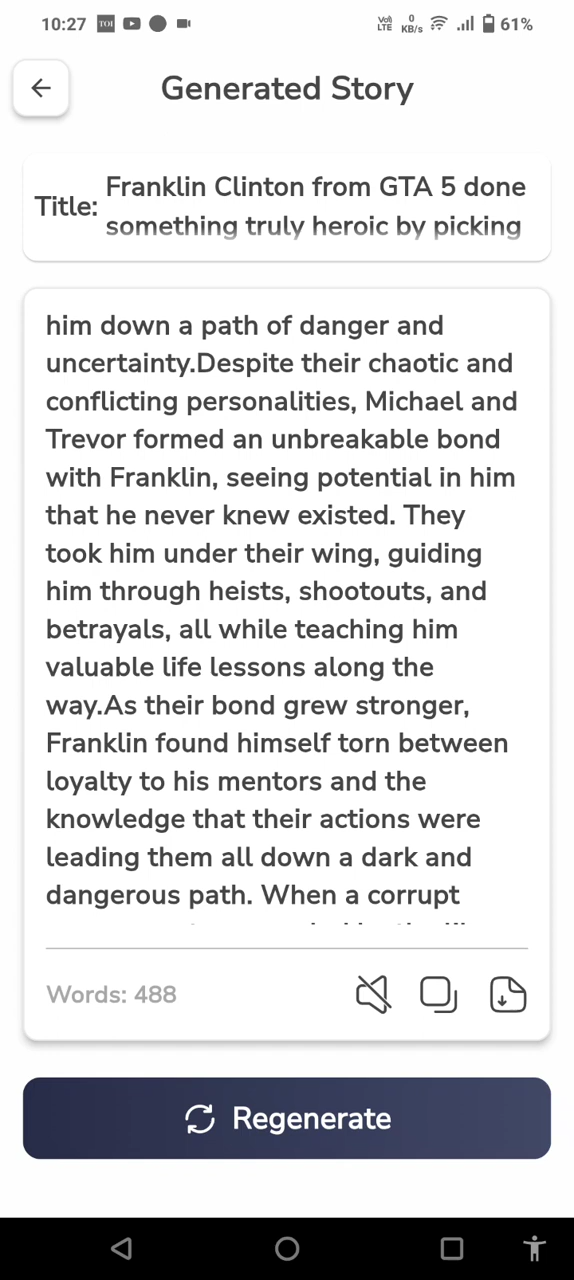 10:27 TOI Vo) LTE 0 KB/s 61%
Generated Story
Title: Franklin Clinton from GTA 5 done
something truly heroic by picking
him down a path of danger and
uncertainty.Despite their chaotic and
conflicting personalities, Michael and
Trevor formed an unbreakable bond
with Franklin, seeing potential in him
that he never knew existed. They
took him under their wing, guiding
him through heists, shootouts, and
betrayals, all while teaching him
valuable life lessons along the
way.As their bond grew stronger,
Franklin found himself torn between
loyalty to his mentors and the
knowledge that their actions were
leading them all down a dark and
dangerous path. When a corrupt
Words: 488
Regenerate